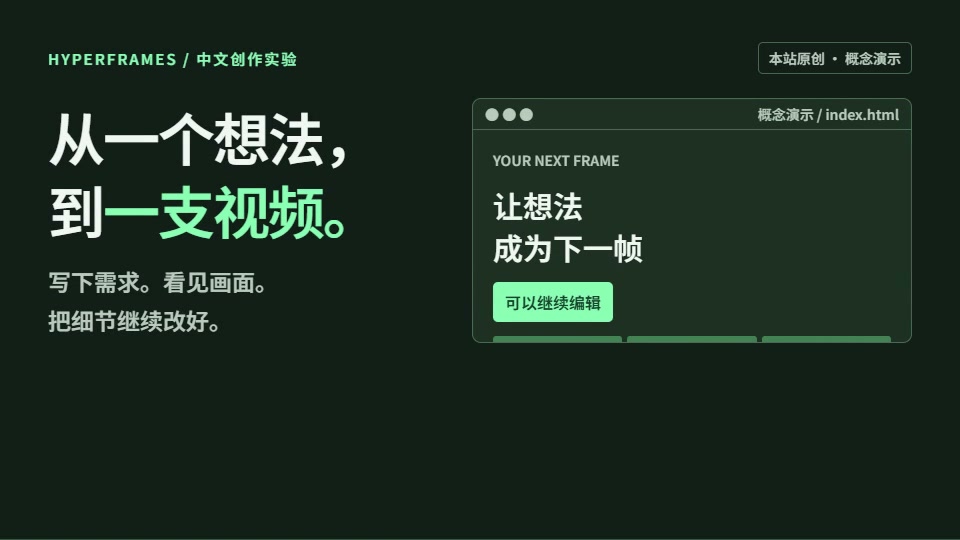 HYPERFRAMES / 中文创作实验
本站原创 · 概念演示
从一个想法，
到一支视频。
写下需求。看见画面。
把细节继续改好。
概念演示 / index.html
YOUR NEXT FRAME
让想法
成为下一帧
可以继续编辑